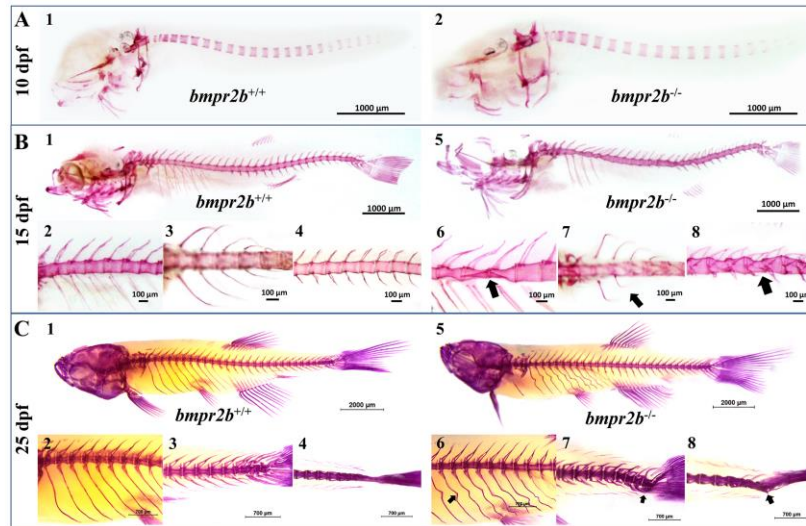 A 1 2
10 dpf
bmpr2b+/+ bmpr2b-/-
1000 μm 1000 μm
B 1 5
15 dpf
bmpr2b+/+ bmpr2b-/-
1000 μm 1000 μm
2 3 4 6 7 8
100 μm 100 μm 100 μm 100 μm 100 μm 100 μm
C 1 5
25 dpf
bmpr2b+/+ bmpr2b-/-
2000 μm 2000 μm
2 3 4 6 7 8
700 μm 700 μm 700 μm 700 μm 700 μm 700 μm